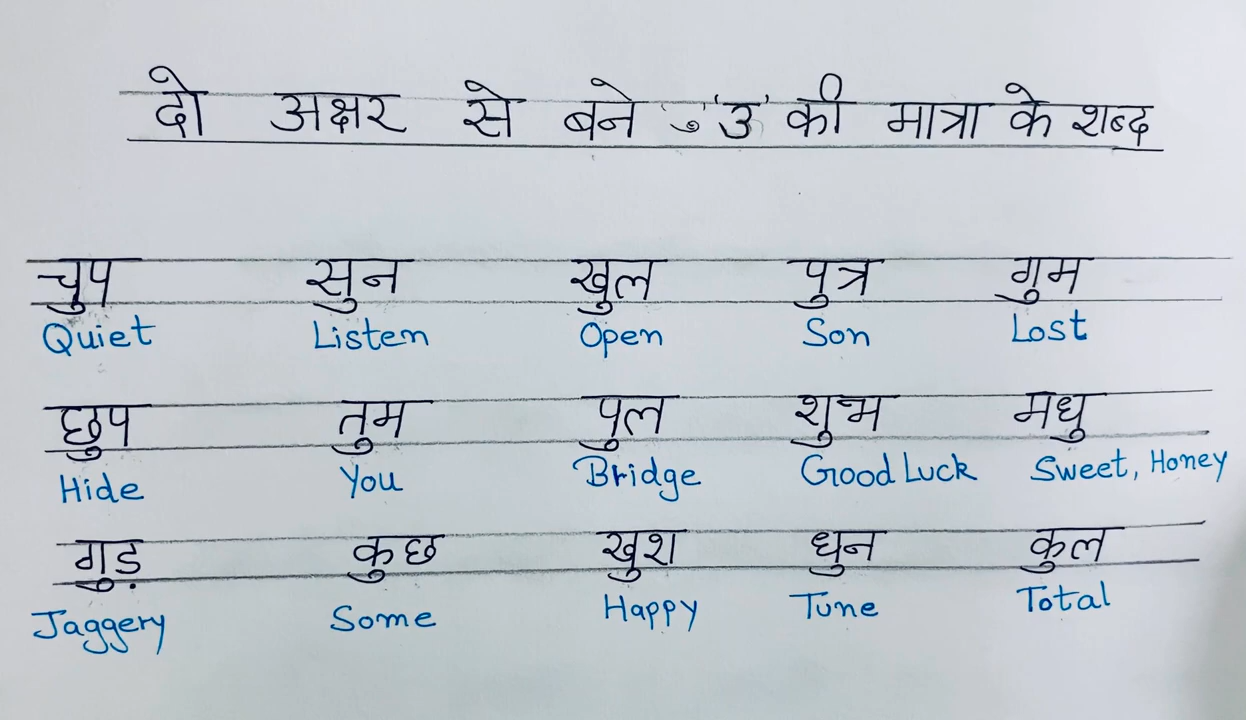 दो अक्षर से बने ु 'उ' की मात्रा के शब्द
चुप सुन खुल पुत्र गुम
Quiet Listen Open Son Lost
छुप तुम पुल शुभ मधु
Hide You Bridge Good Luck Sweet, Honey
गुड़ कुछ खुश धुन कुल
Jaggery Some Happy Tune Total